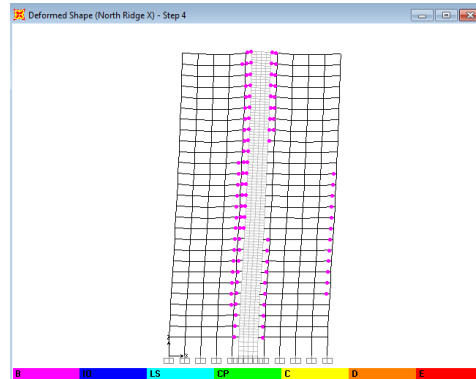 Deformed Shape (North Ridge X) - Step 4
Z
X
B IO LS CP C D E